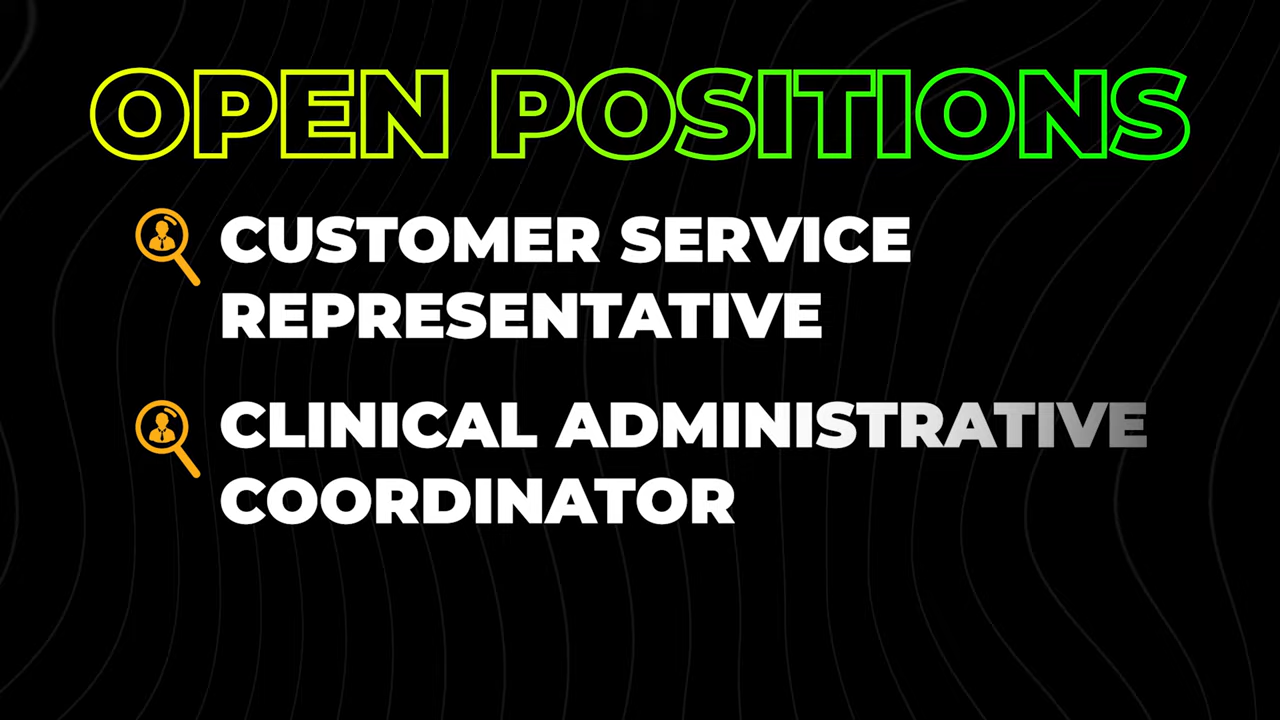 OPEN POSITIONS
CUSTOMER SERVICE
REPRESENTATIVE
CLINICAL ADMINISTRATIVE
COORDINATOR